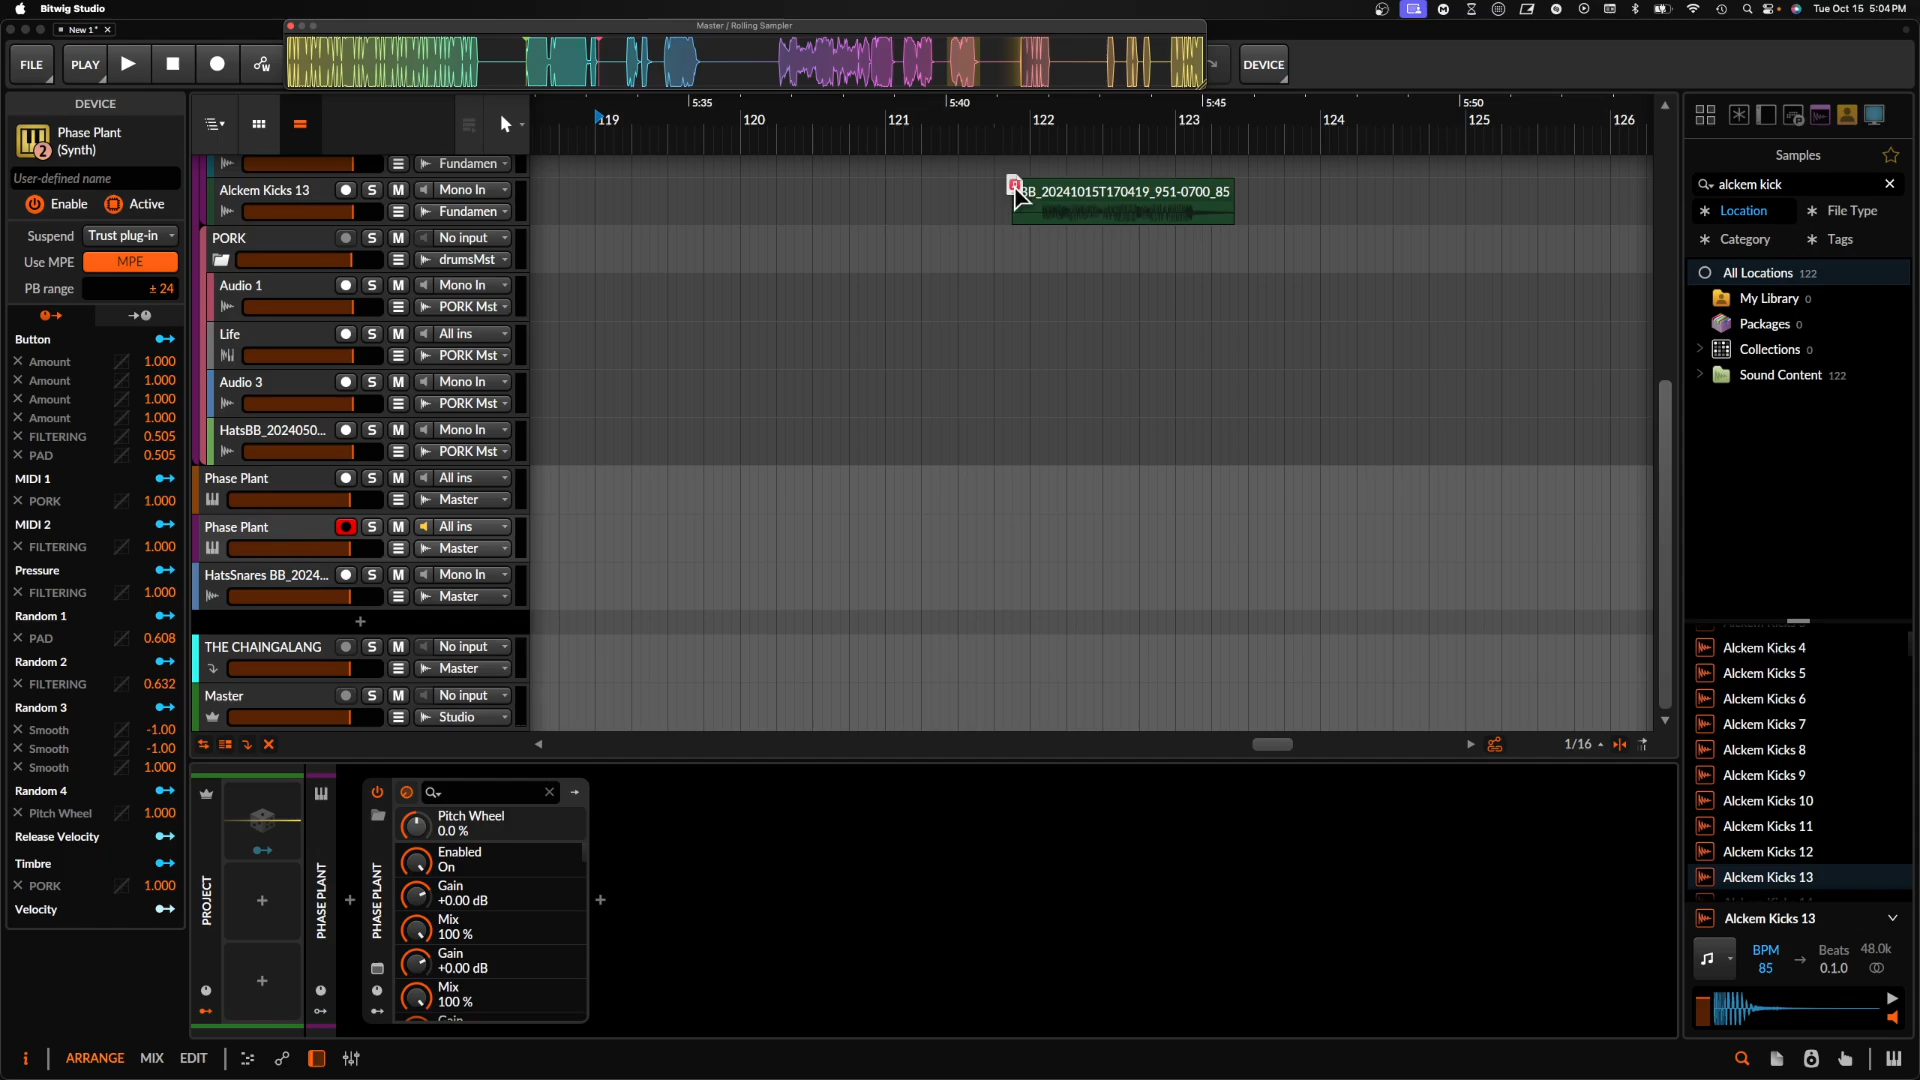 Bitwig Studio
Tue Oct 15 5:04 PM
New 1*
Master / Rolling Sampler
FILE
PLAY
DEVICE
DEVICE
Phase Plant
(Synth)
User-defined name
Enable
Active
Suspend
Trust plug-in
Use MPE
MPE
PB range
± 24
Button
Amount 1.000
Amount 1.000
Amount 1.000
Amount 1.000
FILTERING 0.505
PAD 0.505
MIDI 1
PORK 1.000
MIDI 2
FILTERING 1.000
Pressure
FILTERING 1.000
Random 1
PAD 0.608
Random 2
FILTERING 0.632
Random 3
Smooth -1.00
Smooth -1.00
Smooth 1.000
Random 4
Pitch Wheel 1.000
Release Velocity
Timbre
PORK 1.000
Velocity
5:35 5:40 5:45 5:50
119 120 121 122 123 124 125 126
Fundamen
Alckem Kicks 13 S M Mono In
Fundamen
PORK S M No input
drumsMst
Audio 1 S M Mono In
PORK Mst
Life S M All ins
PORK Mst
Audio 3 S M Mono In
PORK Mst
HatsBB_2024050... S M Mono In
PORK Mst
Phase Plant S M All ins
Master
Phase Plant S M All ins
Master
HatsSnares BB_2024... S M Mono In
Master
THE CHAINGALANG S M No input
Master
Master S M No input
Studio
BB_20241015T170419_951-0700_85
1/16
PROJECT
PHASE PLANT
PHASE PLANT
Pitch Wheel
0.0 %
Enabled
On
Gain
+0.00 dB
Mix
100 %
Gain
+0.00 dB
Mix
100 %
Gain
Samples
alckem kick
Location
File Type
Category
Tags
All Locations 122
My Library 0
Packages 0
Collections 0
Sound Content 122
Alckem Kicks 4
Alckem Kicks 5
Alckem Kicks 6
Alckem Kicks 7
Alckem Kicks 8
Alckem Kicks 9
Alckem Kicks 10
Alckem Kicks 11
Alckem Kicks 12
Alckem Kicks 13
Alckem Kicks 13
BPM
85
Beats
0.1.0
48.0k
i
ARRANGE
MIX
EDIT